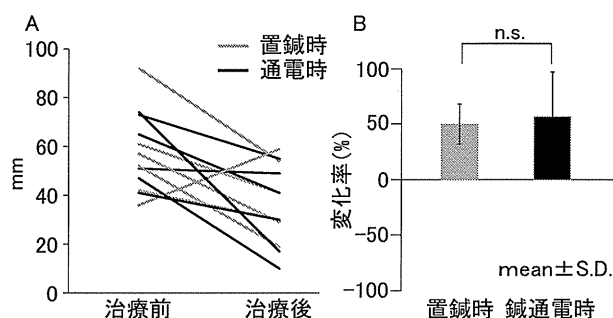 A
100
80
60
40
20
0
mm
治療前
治療後
置鍼時
通電時
B
n.s.
100
50
0
−50
−100
変化率(%)
mean±S.D.
置鍼時 鍼通電時